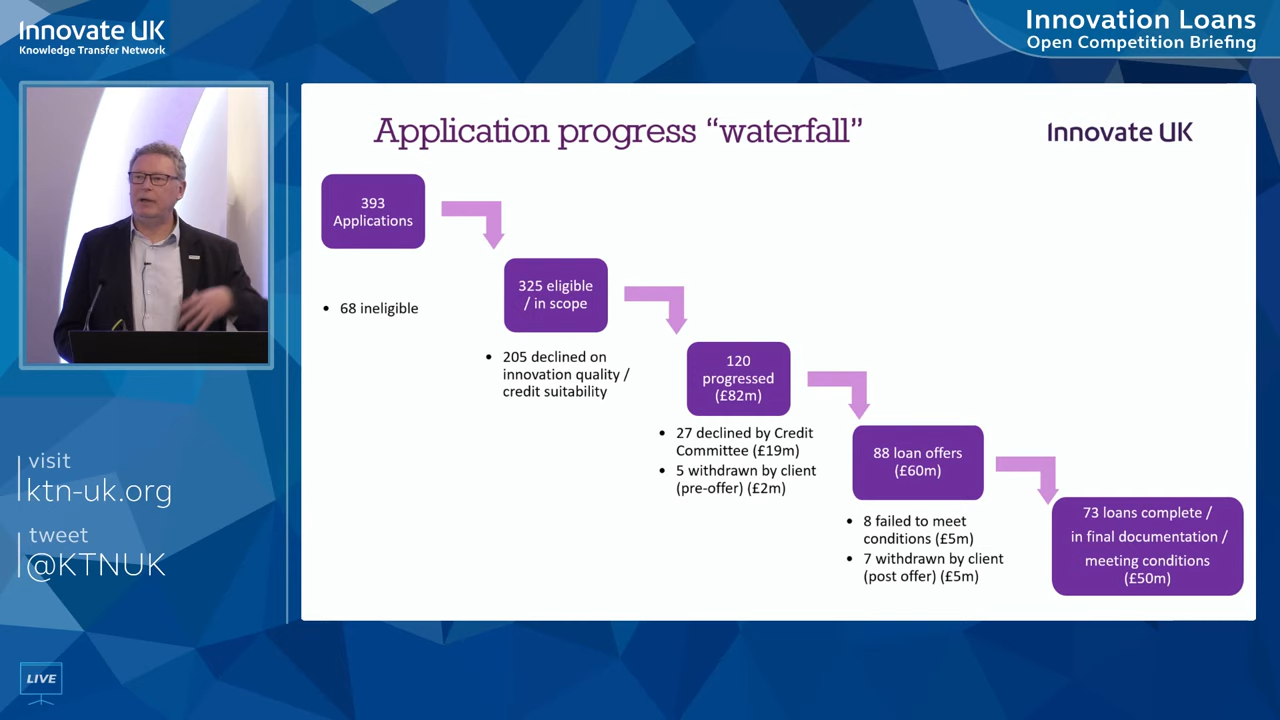 Innovate UK
Knowledge Transfer Network
Innovation Loans
Open Competition Briefing
Application progress “waterfall”
Innovate UK
393
Applications
• 68 ineligible
325 eligible
/ in scope
• 205 declined on
innovation quality /
credit suitability
120
progressed
(£82m)
• 27 declined by Credit
Committee (£19m)
• 5 withdrawn by client
(pre-offer) (£2m)
88 loan offers
(£60m)
• 8 failed to meet
conditions (£5m)
• 7 withdrawn by client
(post offer) (£5m)
73 loans complete /
in final documentation /
meeting conditions
(£50m)
visit
ktn-uk.org
tweet
@KTNUK
LIVE